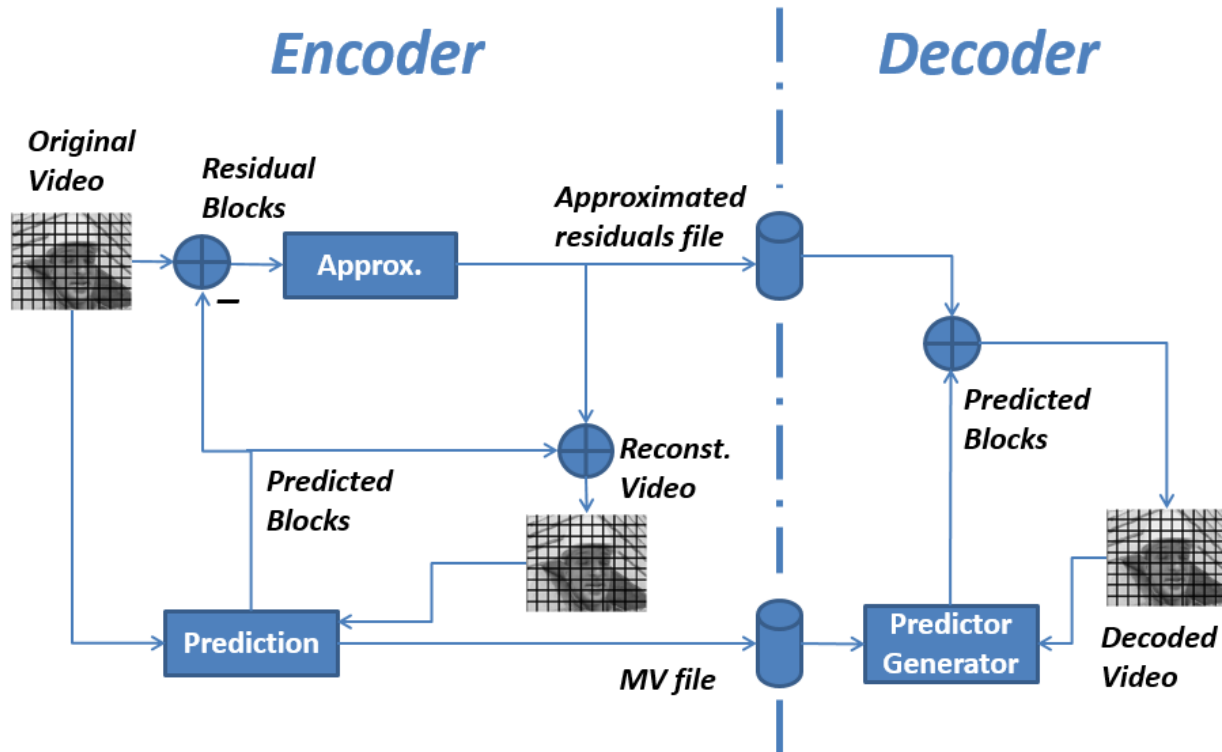 Encoder
Decoder
Original
Video
Residual
Blocks
Approximated
residuals file
Approx.
–
Predicted
Blocks
Reconst.
Video
Predicted
Blocks
Prediction
MV file
Predictor
Generator
Decoded
Video